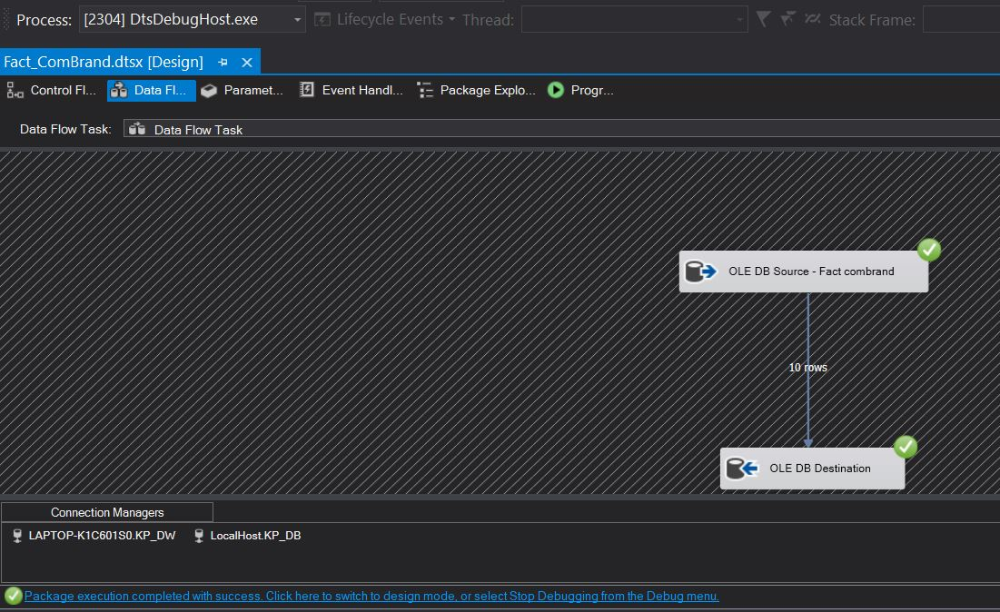 Process: [2304] DtsDebugHost.exe Lifecycle Events Thread: Stack Frame:
Fact_ComBrand.dtsx [Design]
Control Fl... Data Fl... Paramet... Event Handl... Package Explo... Progr...
Data Flow Task: Data Flow Task
OLE DB Source - Fact combrand
10 rows
OLE DB Destination
Connection Managers
LAPTOP-K1C601S0.KP_DW LocalHost.KP_DB
Package execution completed with success. Click here to switch to design mode, or select Stop Debugging from the Debug menu.